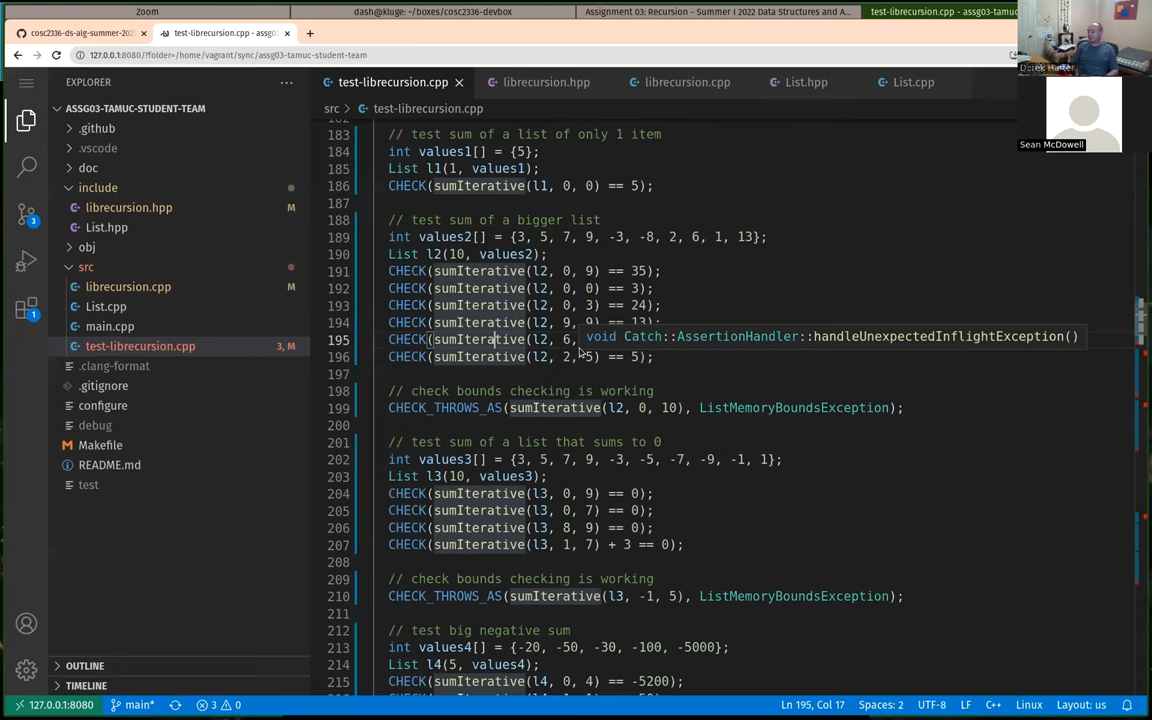 Zoom
dash@kluge: ~/boxes/cosc2336-devbox
Assignment 03: Recursion - Summer I 2022 Data Structures and A...
test-librecursion.cpp - assg03-tamuc
cosc2336-ds-alg-summer-2022
test-librecursion.cpp - assg0
127.0.0.1:8080/?folder=/home/vagrant/sync/assg03-tamuc-student-team
Sean McDowell
EXPLORER
test-librecursion.cpp
librecursion.hpp
librecursion.cpp
List.hpp
List.cpp
ASSG03-TAMUC-STUDENT-TEAM
src > test-librecursion.cpp
.github
.vscode
doc
include
librecursion.hpp M
List.hpp
obj
src
librecursion.cpp M
List.cpp
main.cpp
test-librecursion.cpp 3, M
.clang-format
.gitignore
configure
debug
Makefile
README.md
test
OUTLINE
TIMELINE
3
1
183 // test sum of a list of only 1 item
184 int values1[] = {5};
185 List l1(1, values1);
186 CHECK(sumIterative(l1, 0, 0) == 5);
187
188 // test sum of a bigger list
189 int values2[] = {3, 5, 7, 9, -3, -8, 2, 6, 1, 13};
190 List l2(10, values2);
191 CHECK(sumIterative(l2, 0, 9) == 35);
192 CHECK(sumIterative(l2, 0, 0) == 3);
193 CHECK(sumIterative(l2, 0, 3) == 24);
194 CHECK(sumIterative(l2, 9, 9) == 13);
195 CHECK(sumIterative(l2, 6,
void Catch::AssertionHandler::handleUnexpectedInflightException()
196 CHECK(sumIterative(l2, 2, 5) == 5);
197
198 // check bounds checking is working
199 CHECK_THROWS_AS(sumIterative(l2, 0, 10), ListMemoryBoundsException);
200
201 // test sum of a list that sums to 0
202 int values3[] = {3, 5, 7, 9, -3, -5, -7, -9, -1, 1};
203 List l3(10, values3);
204 CHECK(sumIterative(l3, 0, 9) == 0);
205 CHECK(sumIterative(l3, 0, 7) == 0);
206 CHECK(sumIterative(l3, 8, 9) == 0);
207 CHECK(sumIterative(l3, 1, 7) + 3 == 0);
208
209 // check bounds checking is working
210 CHECK_THROWS_AS(sumIterative(l3, -1, 5), ListMemoryBoundsException);
211
212 // test big negative sum
213 int values4[] = {-20, -50, -30, -100, -5000};
214 List l4(5, values4);
215 CHECK(sumIterative(l4, 0, 4) == -5200);
127.0.0.1:8080
main*
3 0
Ln 195, Col 17
Spaces: 2
UTF-8
LF
C++
Linux
Layout: us